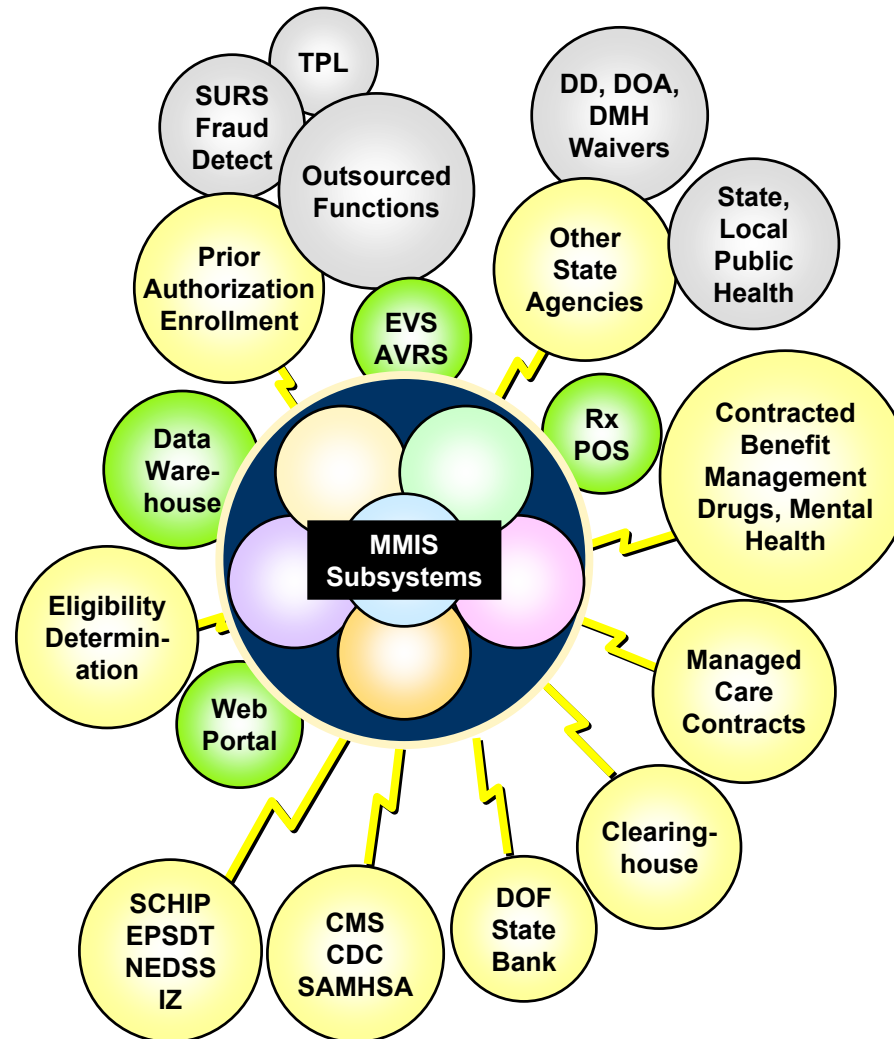 TPL
SURS
Fraud
Detect
Outsourced
Functions
DD, DOA,
DMH
Waivers
State,
Local
Public
Health
Other
State
Agencies
Prior
Authorization
Enrollment
EVS
AVRS
Rx
POS
Contracted
Benefit
Management
Drugs, Mental
Health
Data
Ware-
house
MMIS
Subsystems
Eligibility
Determin-
ation
Managed
Care
Contracts
Web
Portal
Clearing-
house
SCHIP
EPSDT
NEDSS
IZ
CMS
CDC
SAMHSA
DOF
State
Bank